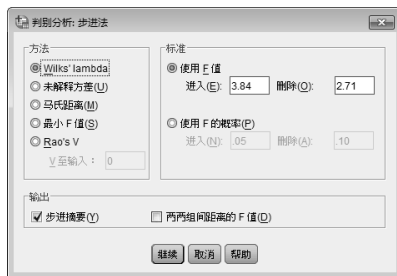 判别分析: 步进法
方法
Wilks' lambda
未解释方差(U)
马氏距离(M)
最小 F 值(S)
Rao's V
V 至输入： 0
标准
使用 F 值
进入(E): 3.84 删除(O): 2.71
使用 F 的概率(P)
进入(N): .05 删除(A): .10
输出
步进摘要(Y) 两两组间距离的 F 值(D)
继续 取消 帮助